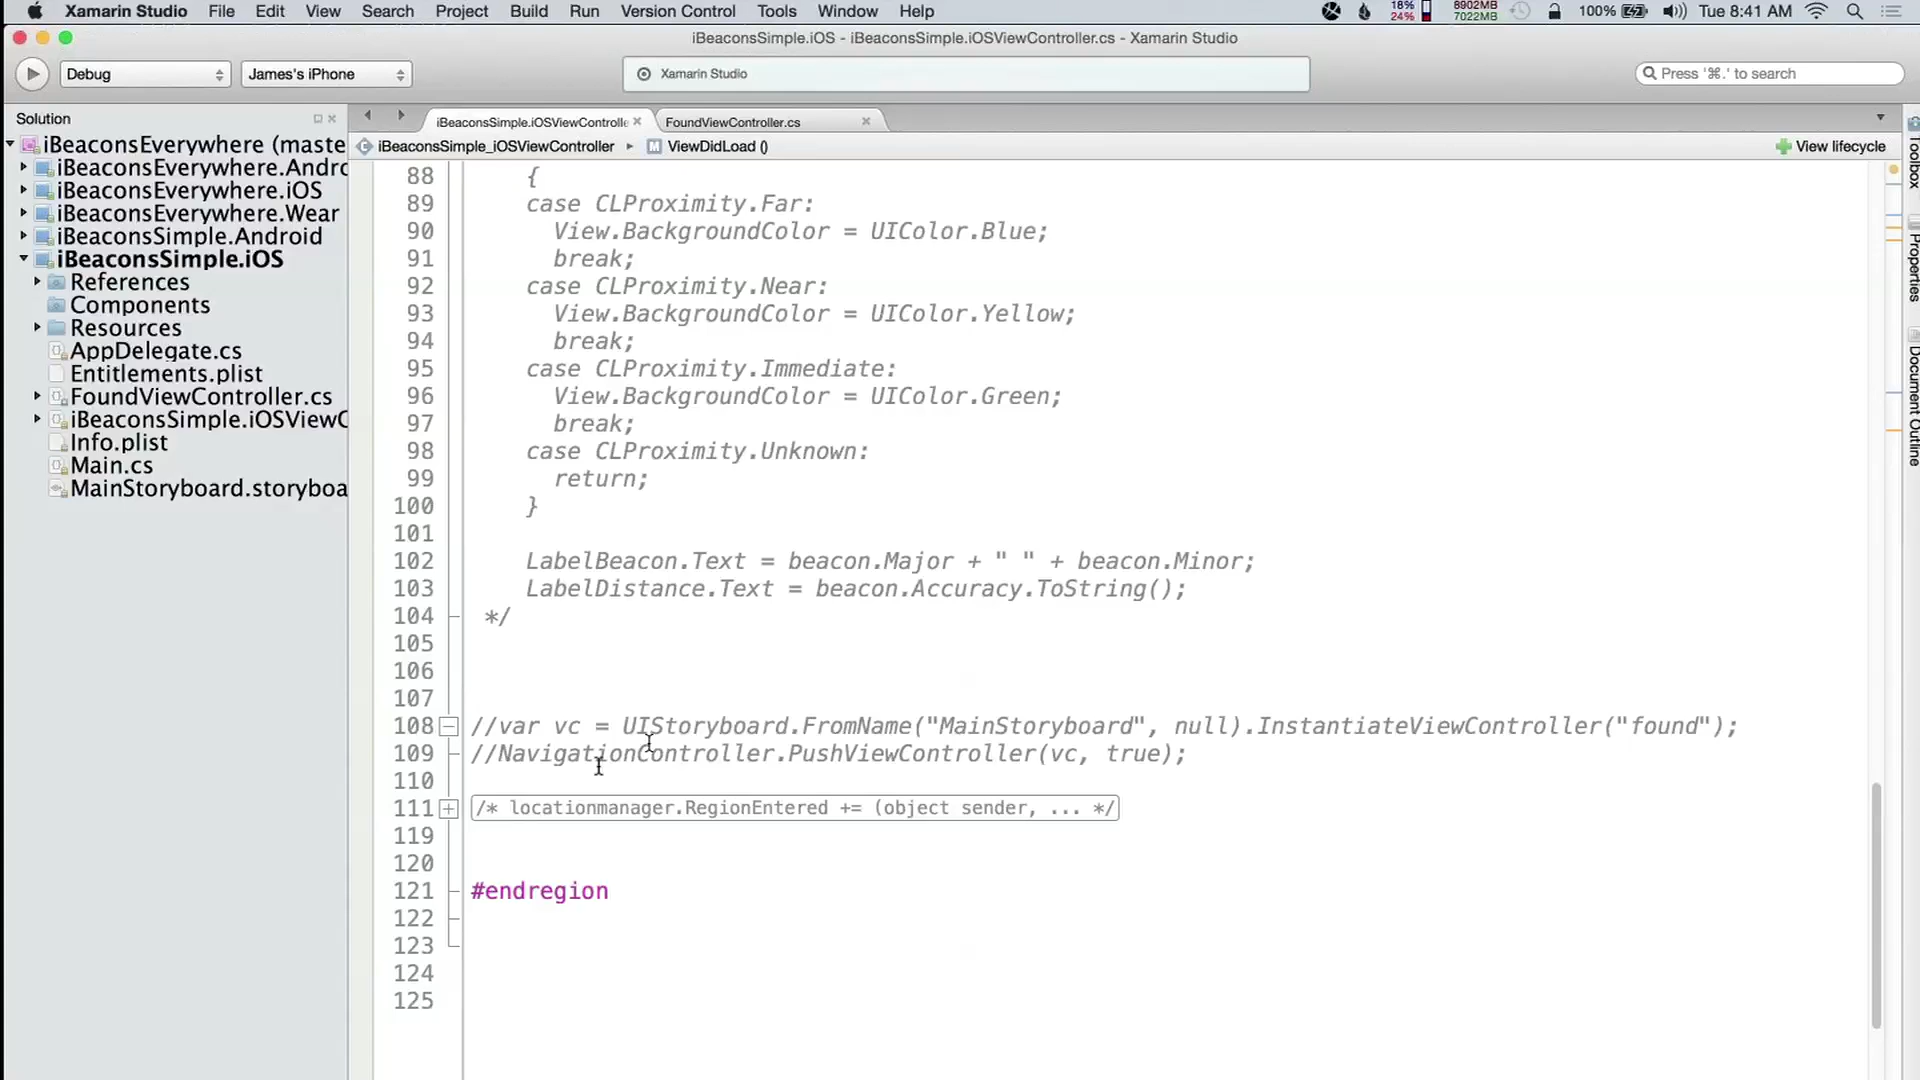 Xamarin Studio File Edit View Search Project Build Run Version Control Tools Window Help 18% 24% 8902MB 7022MB 100% Tue 8:41 AM
iBeaconsSimple.iOS - iBeaconsSimple.iOSViewController.cs - Xamarin Studio
Debug James's iPhone Xamarin Studio Press '⌘.' to search
Solution
iBeaconsEverywhere (maste
iBeaconsEverywhere.Andrc
iBeaconsEverywhere.iOS
iBeaconsEverywhere.Wear
iBeaconsSimple.Android
iBeaconsSimple.iOS
References
Components
Resources
AppDelegate.cs
Entitlements.plist
FoundViewController.cs
iBeaconsSimple.iOSViewC
Info.plist
Main.cs
MainStoryboard.storyboa
iBeaconsSimple.iOSViewControlle FoundViewController.cs
iBeaconsSimple_iOSViewController ViewDidLoad () View lifecycle
88 {
89 case CLProximity.Far:
90 View.BackgroundColor = UIColor.Blue;
91 break;
92 case CLProximity.Near:
93 View.BackgroundColor = UIColor.Yellow;
94 break;
95 case CLProximity.Immediate:
96 View.BackgroundColor = UIColor.Green;
97 break;
98 case CLProximity.Unknown:
99 return;
100 }
101
102 LabelBeacon.Text = beacon.Major + " " + beacon.Minor;
103 LabelDistance.Text = beacon.Accuracy.ToString();
104 */
105
106
107
108 //var vc = UIStoryboard.FromName("MainStoryboard", null).InstantiateViewController("found");
109 //NavigationController.PushViewController(vc, true);
110
111 /* locationmanager.RegionEntered += (object sender, ... */
119
120
121 #endregion
122
123
124
125
Toolbox
Properties
Document Outline